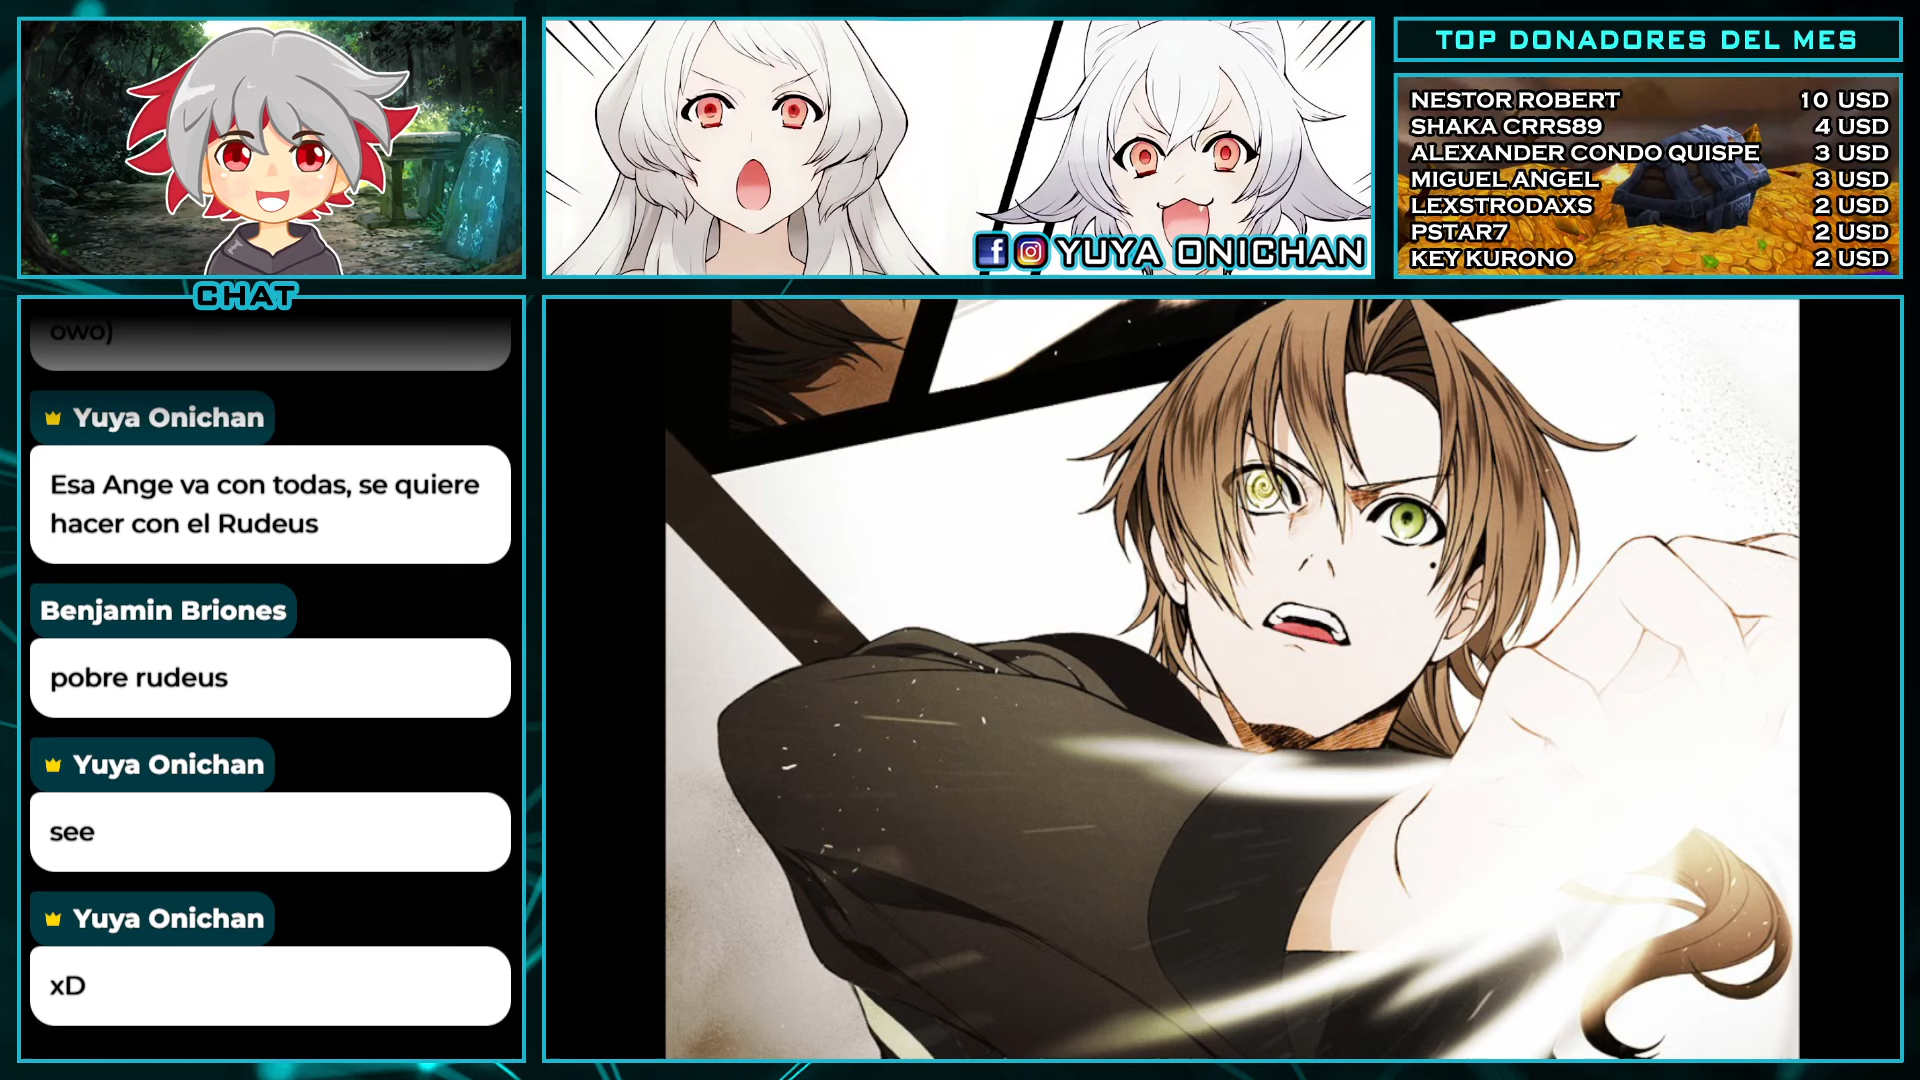 YUYA ONICHAN
TOP DONADORES DEL MES
NESTOR ROBERT 10 USD
SHAKA CRRS89 4 USD
ALEXANDER CONDO QUISPE 3 USD
MIGUEL ANGEL 3 USD
LEXSTRODAXS 2 USD
PSTAR7 2 USD
KEY KURONO 2 USD
CHAT
owo)
Yuya Onichan
Esa Ange va con todas, se quiere
hacer con el Rudeus
Benjamin Briones
pobre rudeus
Yuya Onichan
see
Yuya Onichan
xD